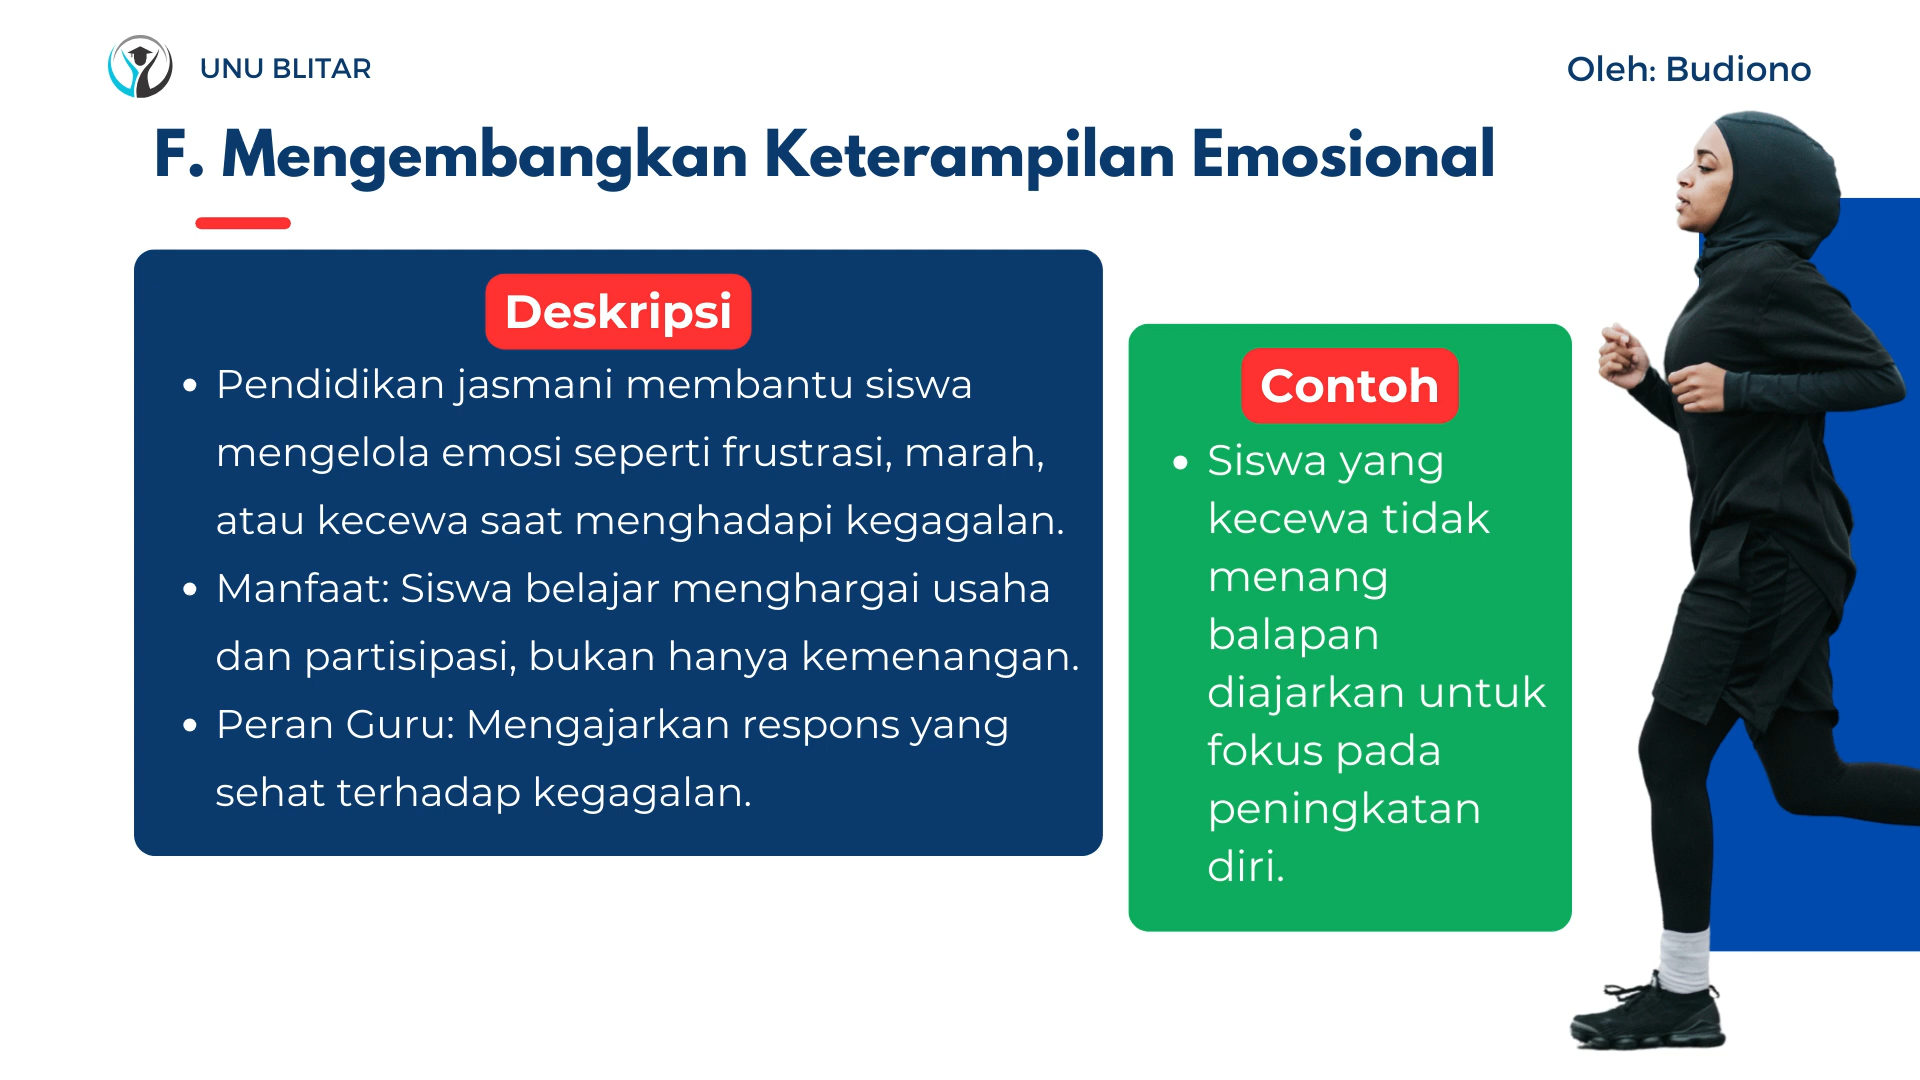 UNU BLITAR
Oleh: Budiono
F. Mengembangkan Keterampilan Emosional
Deskripsi
• Pendidikan jasmani membantu siswa
mengelola emosi seperti frustrasi, marah,
atau kecewa saat menghadapi kegagalan.
• Manfaat: Siswa belajar menghargai usaha
dan partisipasi, bukan hanya kemenangan.
• Peran Guru: Mengajarkan respons yang
sehat terhadap kegagalan.
Contoh
• Siswa yang
kecewa tidak
menang
balapan
diajarkan untuk
fokus pada
peningkatan
diri.